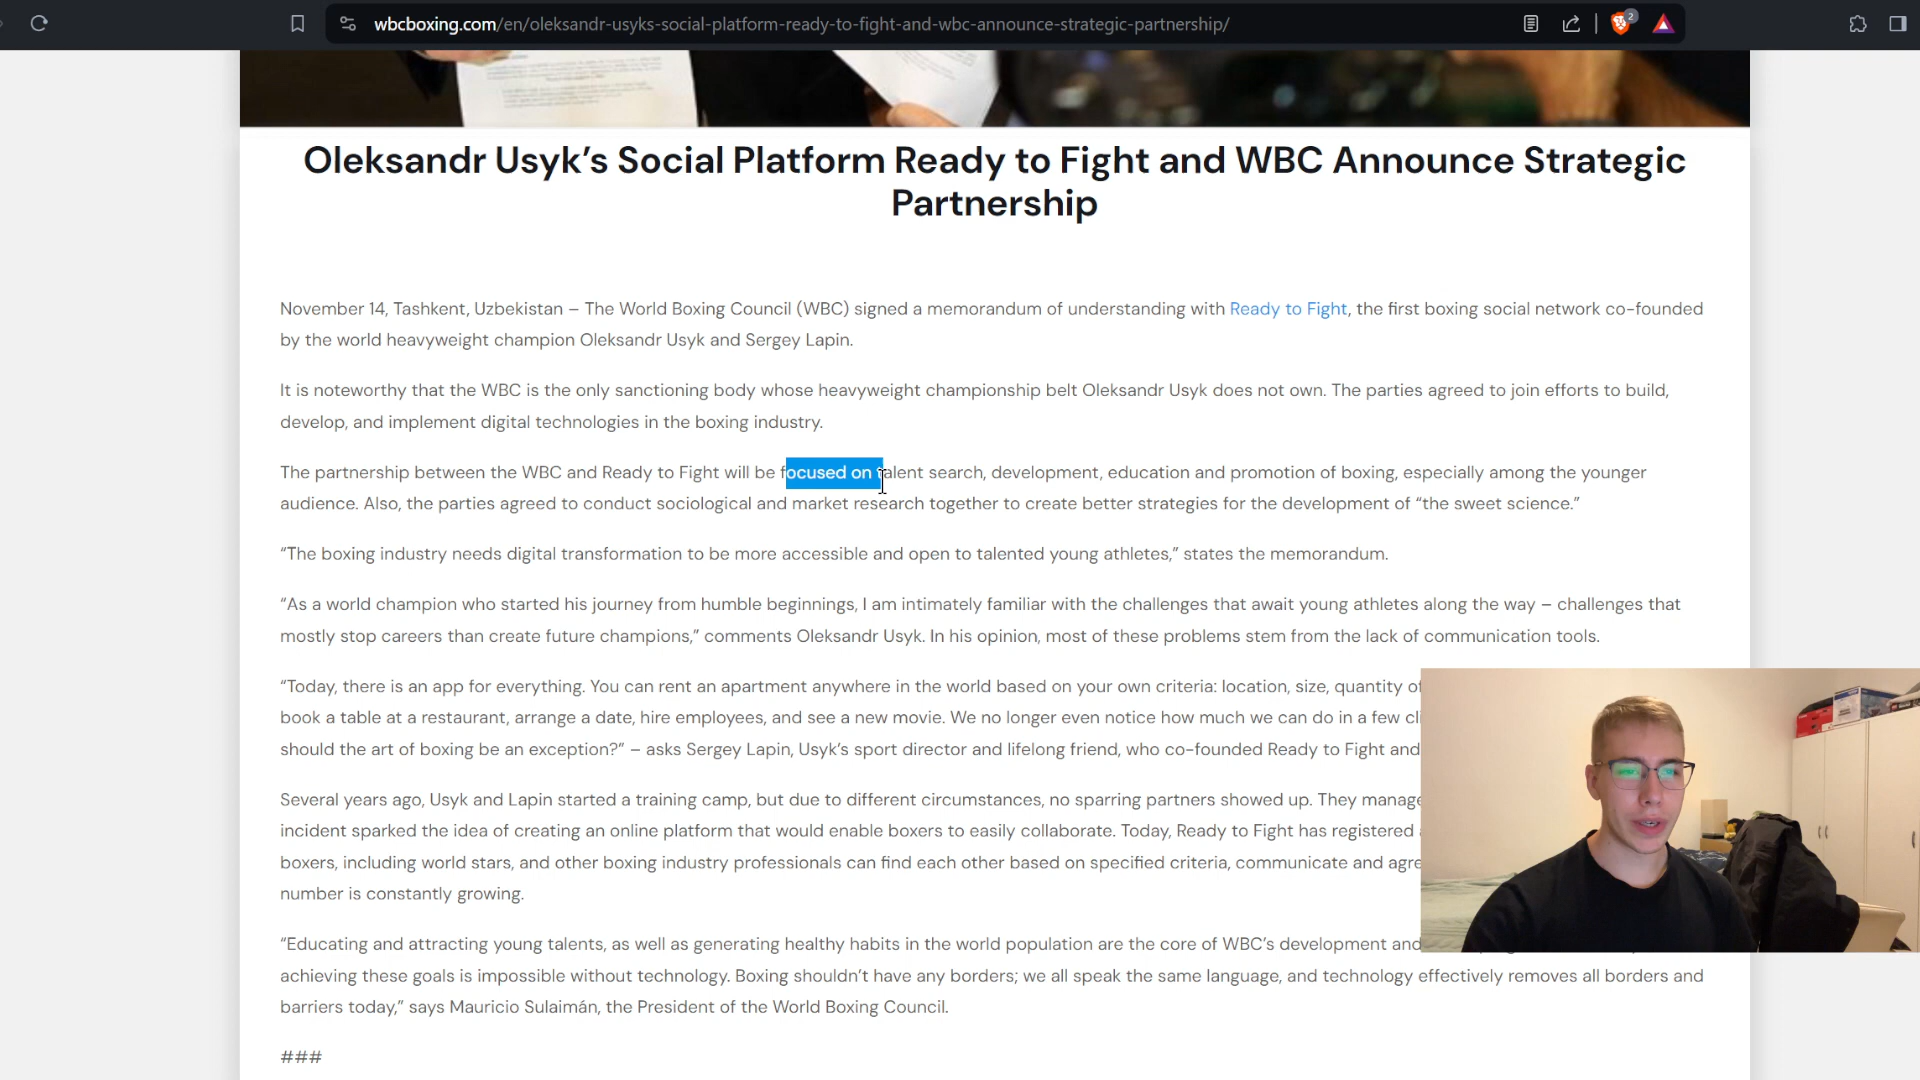 wbcboxing.com/en/oleksandr-usyks-social-platform-ready-to-fight-and-wbc-announce-strategic-partnership/
2
Oleksandr Usyk’s Social Platform Ready to Fight and WBC Announce Strategic
Partnership
November 14, Tashkent, Uzbekistan – The World Boxing Council (WBC) signed a memorandum of understanding with Ready to Fight, the first boxing social network co-founded
by the world heavyweight champion Oleksandr Usyk and Sergey Lapin.
It is noteworthy that the WBC is the only sanctioning body whose heavyweight championship belt Oleksandr Usyk does not own. The parties agreed to join efforts to build,
develop, and implement digital technologies in the boxing industry.
The partnership between the WBC and Ready to Fight will be focused on talent search, development, education and promotion of boxing, especially among the younger
audience. Also, the parties agreed to conduct sociological and market research together to create better strategies for the development of “the sweet science.”
“The boxing industry needs digital transformation to be more accessible and open to talented young athletes,” states the memorandum.
“As a world champion who started his journey from humble beginnings, I am intimately familiar with the challenges that await young athletes along the way – challenges that
mostly stop careers than create future champions,” comments Oleksandr Usyk. In his opinion, most of these problems stem from the lack of communication tools.
“Today, there is an app for everything. You can rent an apartment anywhere in the world based on your own criteria: location, size, quantity of
book a table at a restaurant, arrange a date, hire employees, and see a new movie. We no longer even notice how much we can do in a few
should the art of boxing be an exception?” – asks Sergey Lapin, Usyk’s sport director and lifelong friend, who co-founded Ready to Fight and
Several years ago, Usyk and Lapin started a training camp, but due to different circumstances, no sparring partners showed up. They
incident sparked the idea of creating an online platform that would enable boxers to easily collaborate. Today, Ready to Fight has registered
boxers, including world stars, and other boxing industry professionals can find each other based on specified criteria, communicate and
number is constantly growing.
“Educating and attracting young talents, as well as generating healthy habits in the world population are the core of WBC’s development and
achieving these goals is impossible without technology. Boxing shouldn’t have any borders; we all speak the same language, and technology effectively removes all borders and
barriers today,” says Mauricio Sulaimán, the President of the World Boxing Council.
###